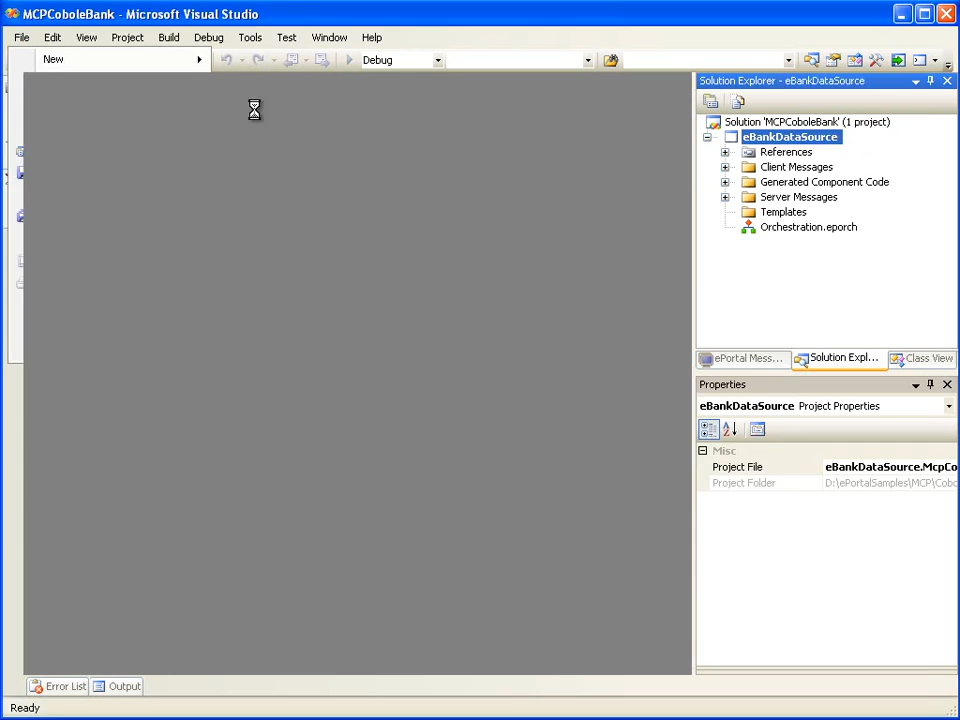 MCPCoboleBank - Microsoft Visual Studio
File Edit View Project Build Debug Tools Test Window Help
New
Debug
Solution Explorer - eBankDataSource
Solution 'MCPCoboleBank' (1 project)
eBankDataSource
References
Client Messages
Generated Component Code
Server Messages
Templates
Orchestration.eporch
ePortal Mess... Solution Expl... Class View
Properties
eBankDataSource Project Properties
Misc
Project File eBankDataSource.McpCo
Project Folder D:\ePortalSamples\MCP\Cobo
Error List Output
Ready